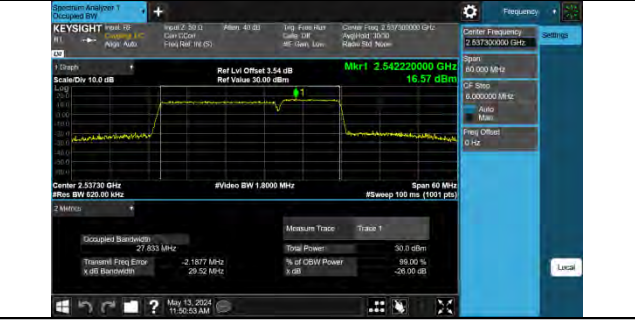 Spectrum Analyzer 1
Occupied BW
Frequency
KEYSIGHT Input: RF
Coupling: DC
Align: Auto
Input Z: 50 Ω
Corr CCorr
Freq Ref: Int (S)
Atten: 40 dB
Trig: Free Run
Gate: Off
#IF Gain: Low
Center Freq: 2.537300000 GHz
Avg|Hold: 30/30
Radio Std: None
Center Frequency
2.537300000 GHz
Settings
Span
60.000 MHz
CF Step
6.000000 MHz
Auto
Man
Freq Offset
0 Hz
1 Graph
Scale/Div 10.0 dB
Ref Lvl Offset 3.54 dB
Ref Value 30.00 dBm
Mkr1 2.542220000 GHz
16.57 dBm
Log
1
Center 2.53730 GHz
#Res BW 620.00 kHz
#Video BW 1.8000 MHz
Span 60 MHz
#Sweep 100 ms (1001 pts)
2 Metrics
Measure Trace Trace 1
Occupied Bandwidth
27.833 MHz
Total Power 30.0 dBm
Transmit Freq Error -2.1877 MHz
% of OBW Power 99.00 %
x dB Bandwidth 29.52 MHz
x dB -26.00 dB
Local
May 13, 2024
11:50:53 AM